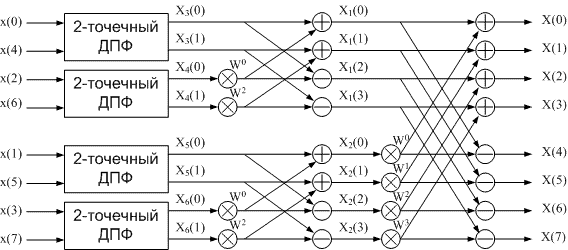 x(0) 2-точечный ДПФ X3(0) X1(0) X(0)
x(4) X3(1) X1(1) X(1)
x(2) 2-точечный ДПФ X4(0) W0 X1(2) X(2)
x(6) X4(1) W2 X1(3) X(3)
x(1) 2-точечный ДПФ X5(0) X2(0) W0 X(4)
x(5) X5(1) X2(1) W1 X(5)
x(3) 2-точечный ДПФ X6(0) W0 X2(2) W2 X(6)
x(7) X6(1) W2 X2(3) W3 X(7)